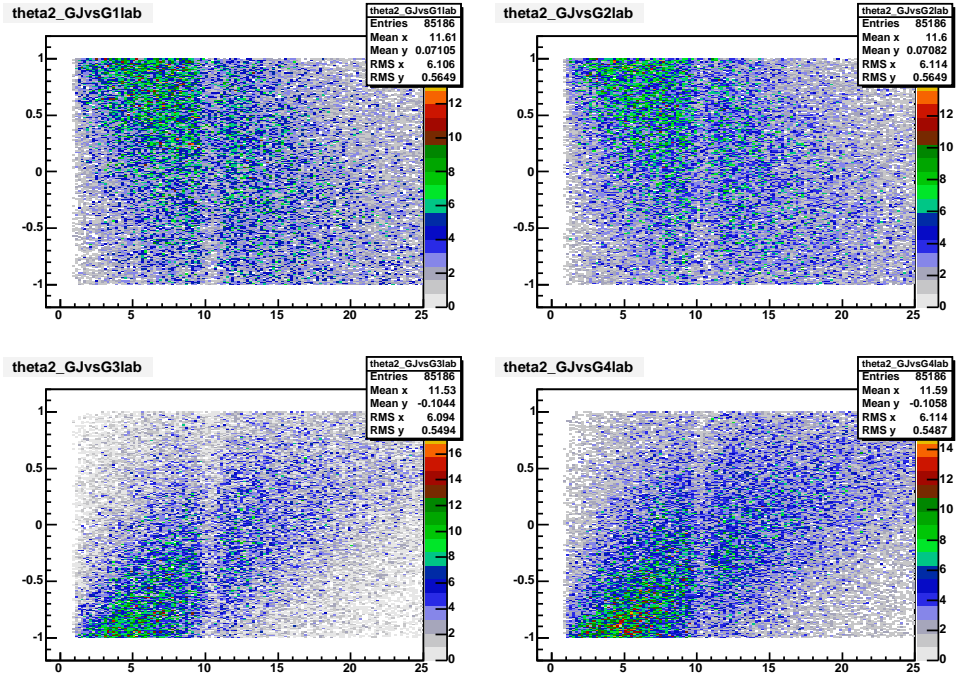 theta2_GJvsG1lab
theta2_GJvsG1lab
Entries 85186
Mean x 11.61
Mean y 0.07105
RMS x 6.106
RMS y 0.5649
1
0.5
0
-0.5
-1
0 5 10 15 20 25
12
10
8
6
4
2
0
theta2_GJvsG2lab
theta2_GJvsG2lab
Entries 85186
Mean x 11.6
Mean y 0.07082
RMS x 6.114
RMS y 0.5649
1
0.5
0
-0.5
-1
0 5 10 15 20 25
12
10
8
6
4
2
0
theta2_GJvsG3lab
theta2_GJvsG3lab
Entries 85186
Mean x 11.53
Mean y -0.1044
RMS x 6.094
RMS y 0.5494
1
0.5
0
-0.5
-1
0 5 10 15 20 25
16
14
12
10
8
6
4
2
0
theta2_GJvsG4lab
theta2_GJvsG4lab
Entries 85186
Mean x 11.59
Mean y -0.1058
RMS x 6.114
RMS y 0.5487
1
0.5
0
-0.5
-1
0 5 10 15 20 25
14
12
10
8
6
4
2
0